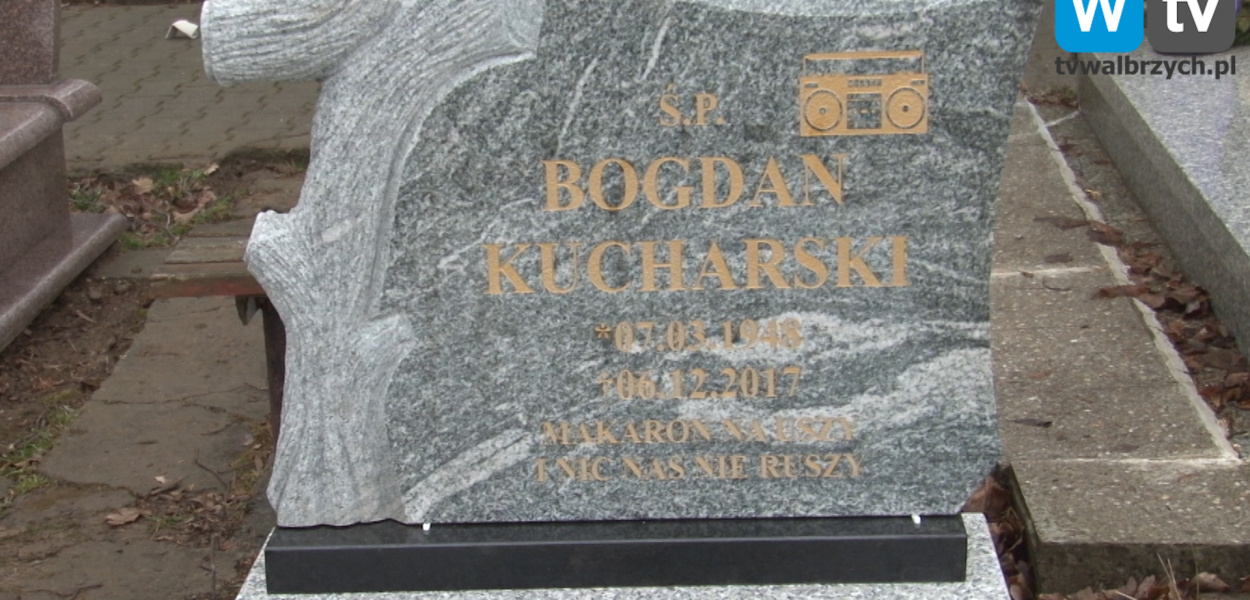 W tv
tvwalbrzych.pl
Ś.P.
BOGDAN
KUCHARSKI
*07.03.1948
+06.12.2017
MAKARON NA USZY
I NIC NAS NIE RUSZY